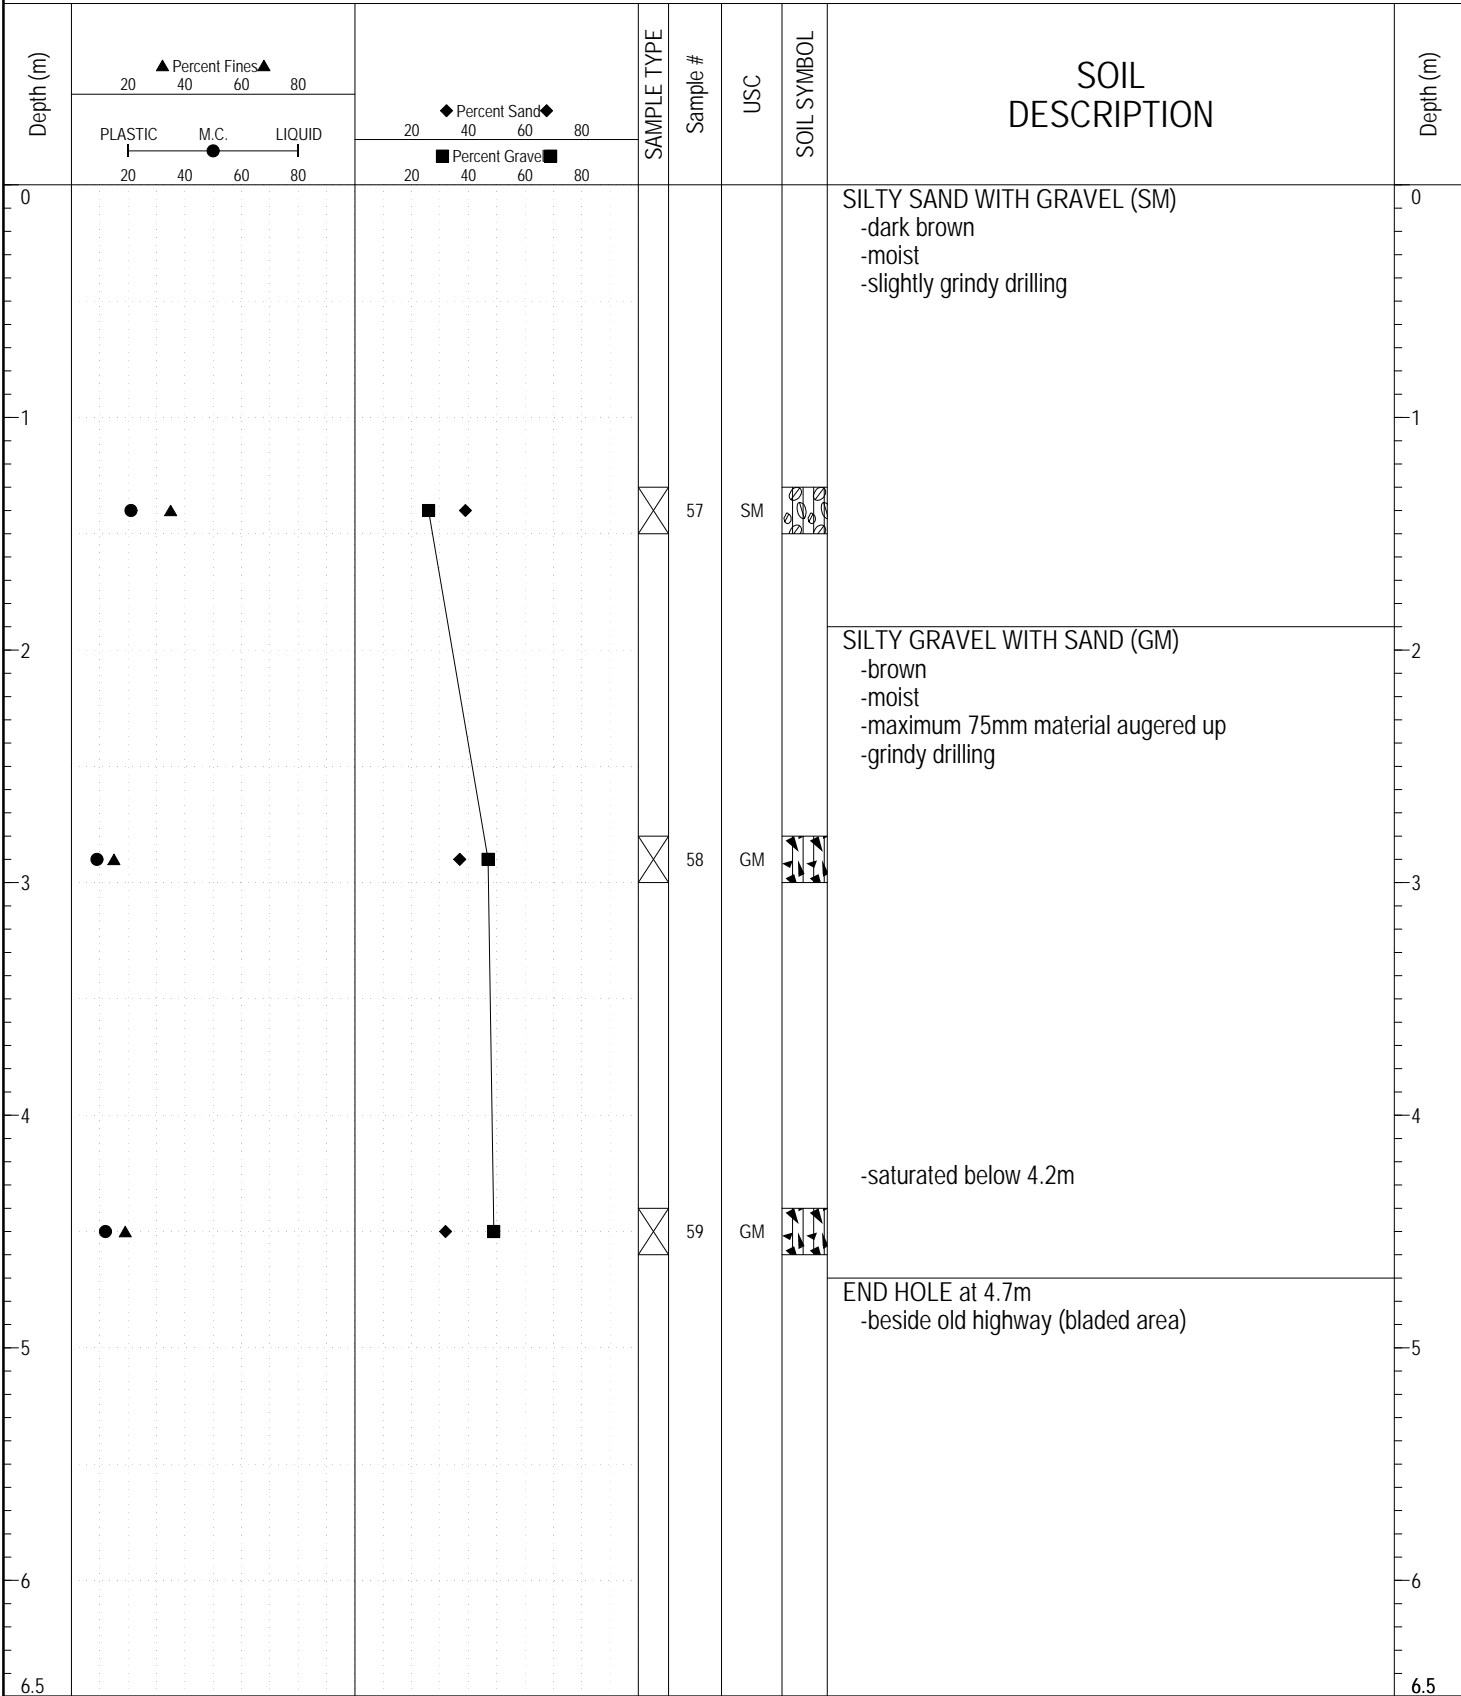 Depth (m)
▲ Percent Fines ▲
20 40 60 80
PLASTIC M.C. LIQUID
20 40 60 80
◆ Percent Sand ◆
20 40 60 80
■ Percent Gravel ■
20 40 60 80
SAMPLE TYPE
Sample #
USC
SOIL SYMBOL
SOIL
DESCRIPTION
Depth (m)
0 SILTY SAND WITH GRAVEL (SM) 0
-dark brown
-moist
-slightly grindy drilling
1 1
57 SM
SILTY GRAVEL WITH SAND (GM)
2 2
-brown
-moist
-maximum 75mm material augered up
-grindy drilling
58 GM
3 3
4 4
-saturated below 4.2m
59 GM
END HOLE at 4.7m
-beside old highway (bladed area)
5 5
6 6
6.5 6.5